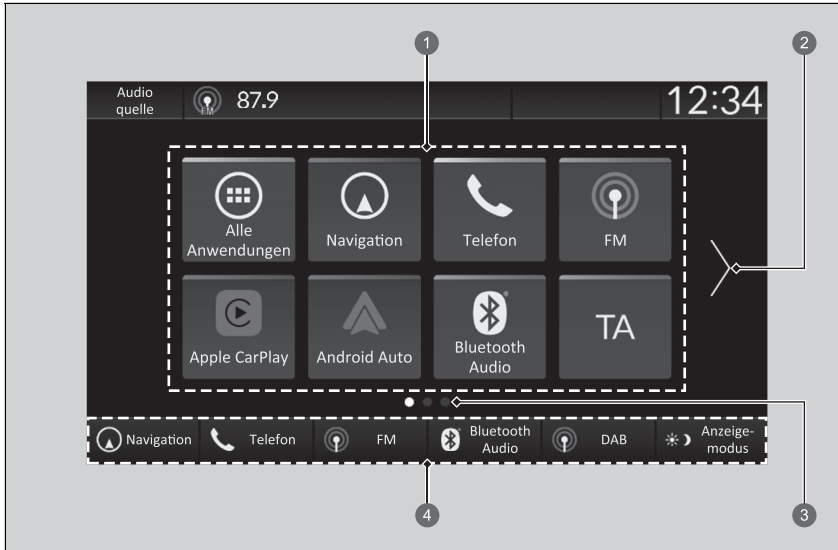 1
2
Audio
quelle
FM
87.9
12:34
Alle
Anwendungen
Navigation
Telefon
FM
Apple CarPlay
Android Auto
Bluetooth
Audio
TA
Navigation
Telefon
FM
Bluetooth
Audio
DAB
Anzeige-
modus
4
3